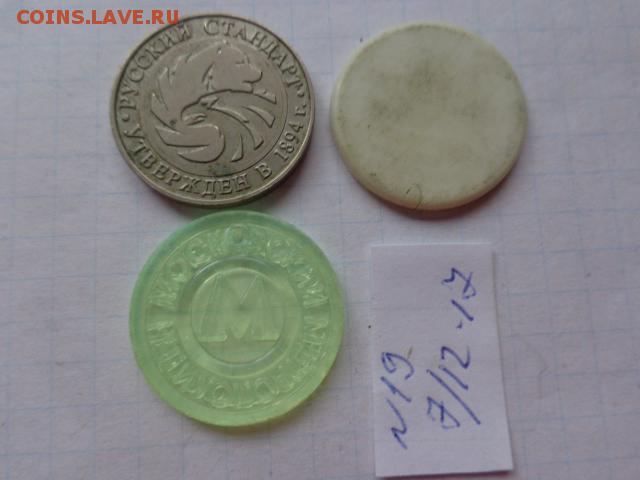 COINS.LAVE.RU
"РУССКИЙ СТАНДАРТ"
УТВЕРЖДЕН В 1894 г.
МОСКОВСКИЙ МЕТРОПОЛИТЕН
М
№19
7/12-17